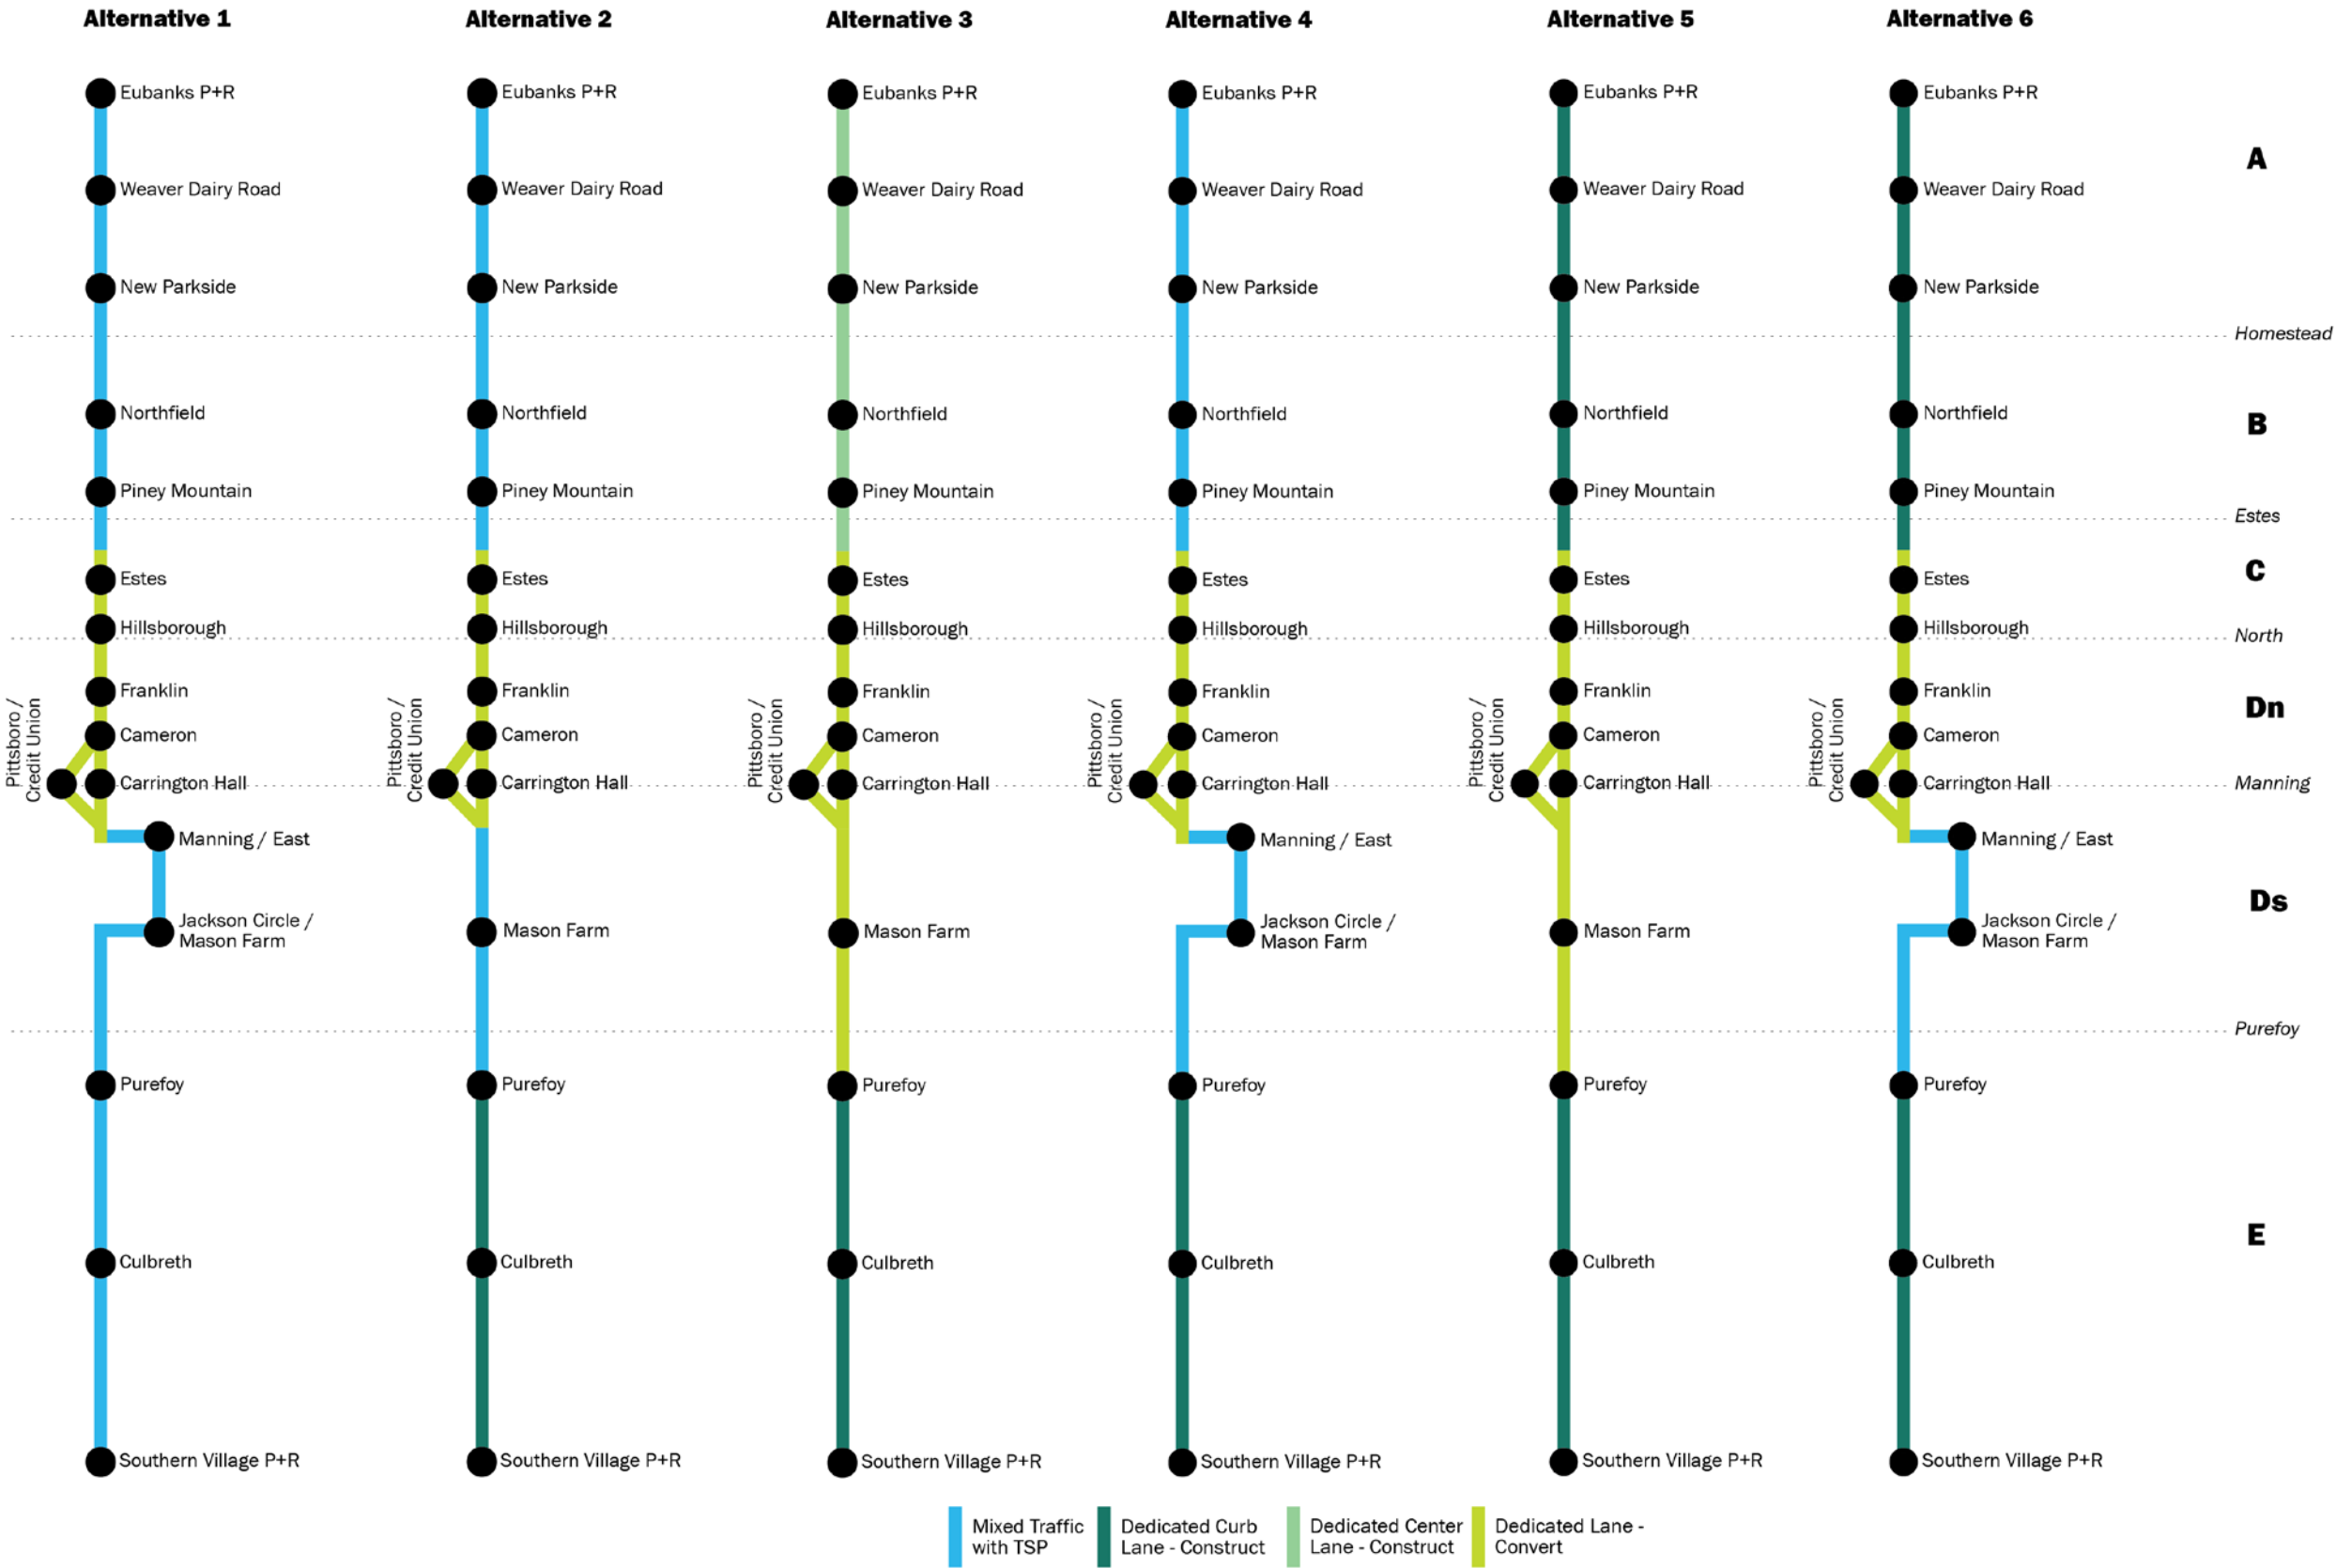 Alternative 1
Alternative 2
Alternative 3
Alternative 4
Alternative 5
Alternative 6
Eubanks P+R
Weaver Dairy Road
New Parkside
Northfield
Piney Mountain
Estes
Hillsborough
Franklin
Cameron
Pittsboro /
Credit Union
Carrington Hall
Manning / East
Jackson Circle /
Mason Farm
Purefoy
Culbreth
Southern Village P+R
Eubanks P+R
Weaver Dairy Road
New Parkside
Northfield
Piney Mountain
Estes
Hillsborough
Franklin
Cameron
Pittsboro /
Credit Union
Carrington Hall
Mason Farm
Purefoy
Culbreth
Southern Village P+R
Eubanks P+R
Weaver Dairy Road
New Parkside
Northfield
Piney Mountain
Estes
Hillsborough
Franklin
Cameron
Pittsboro /
Credit Union
Carrington Hall
Mason Farm
Purefoy
Culbreth
Southern Village P+R
Eubanks P+R
Weaver Dairy Road
New Parkside
Northfield
Piney Mountain
Estes
Hillsborough
Franklin
Cameron
Pittsboro /
Credit Union
Carrington Hall
Manning / East
Jackson Circle /
Mason Farm
Purefoy
Culbreth
Southern Village P+R
Eubanks P+R
Weaver Dairy Road
New Parkside
Northfield
Piney Mountain
Estes
Hillsborough
Franklin
Cameron
Pittsboro /
Credit Union
Carrington Hall
Mason Farm
Purefoy
Culbreth
Southern Village P+R
Eubanks P+R
Weaver Dairy Road
New Parkside
Northfield
Piney Mountain
Estes
Hillsborough
Franklin
Cameron
Pittsboro /
Credit Union
Carrington Hall
Manning / East
Jackson Circle /
Mason Farm
Purefoy
Culbreth
Southern Village P+R
A
Homestead
B
Estes
C
North
Dn
Manning
Ds
Purefoy
E
Mixed Traffic
with TSP
Dedicated Curb
Lane - Construct
Dedicated Center
Lane - Construct
Dedicated Lane -
Convert